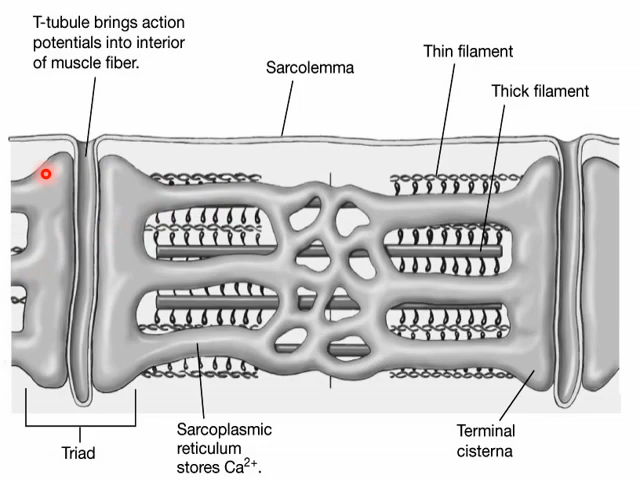 T-tubule brings action
potentials into interior
of muscle fiber.
Sarcolemma
Thin filament
Thick filament
Triad
Sarcoplasmic
reticulum
stores Ca²⁺.
Terminal
cisterna